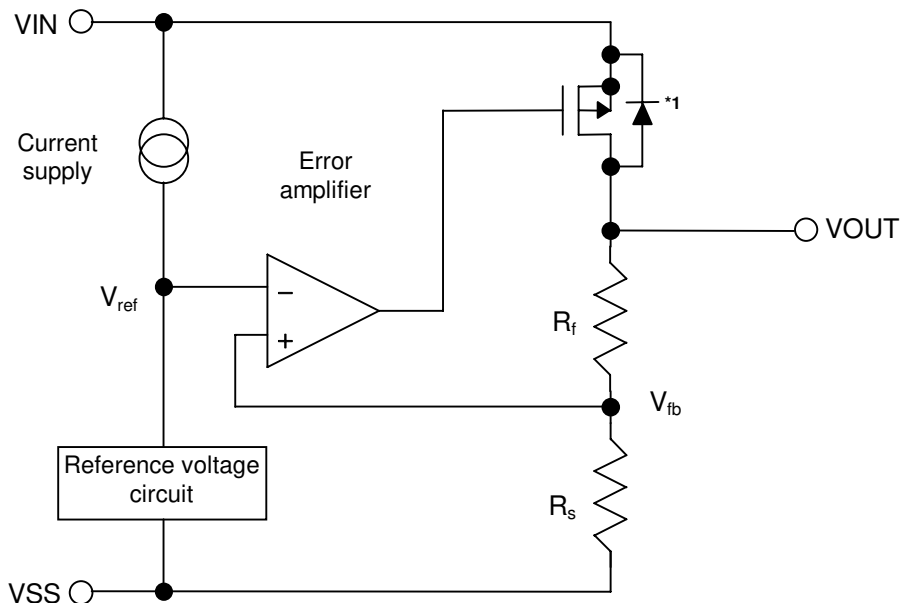 VIN
*1
Current
supply
Error
amplifier
VOUT
Vref
−
+
Rf
Vfb
Reference voltage
circuit
Rs
VSS